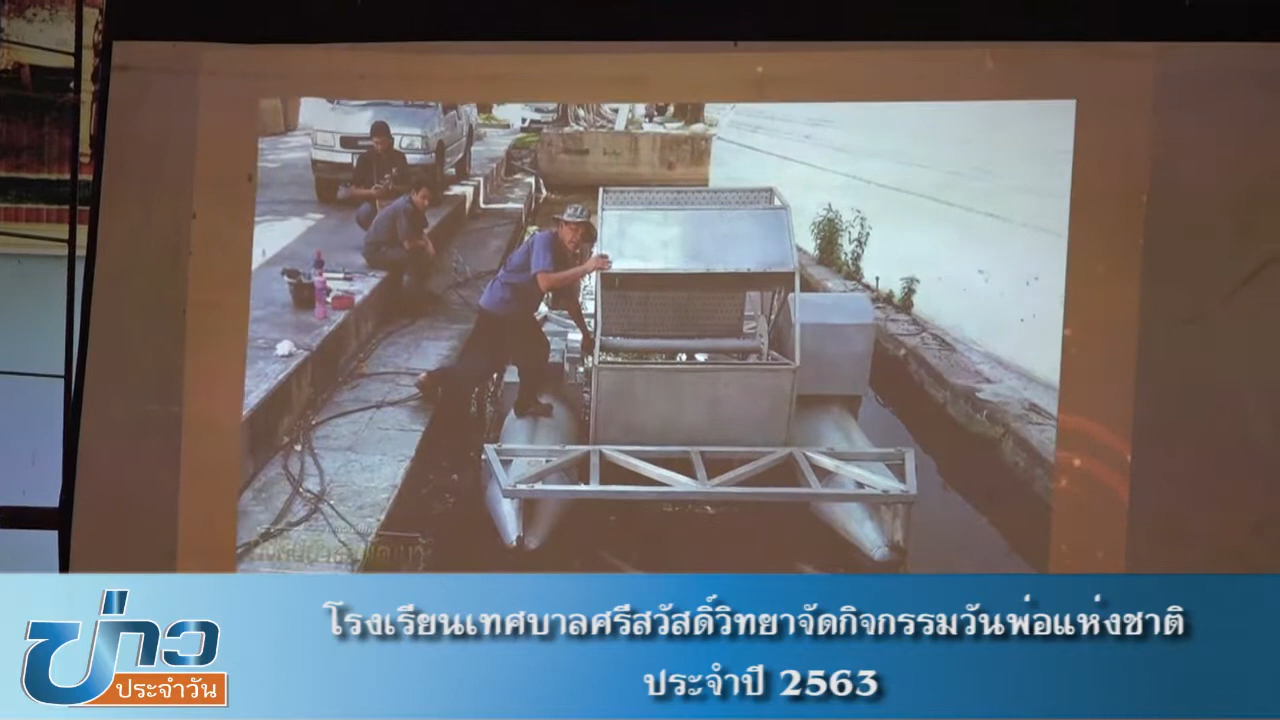 โรงเรียนเทศบาลศรีสวัสดิ์วิทยาจัดกิจกรรมวันพ่อแห่งชาติ
ประจำปี 2563
ข่าว
ประจำวัน